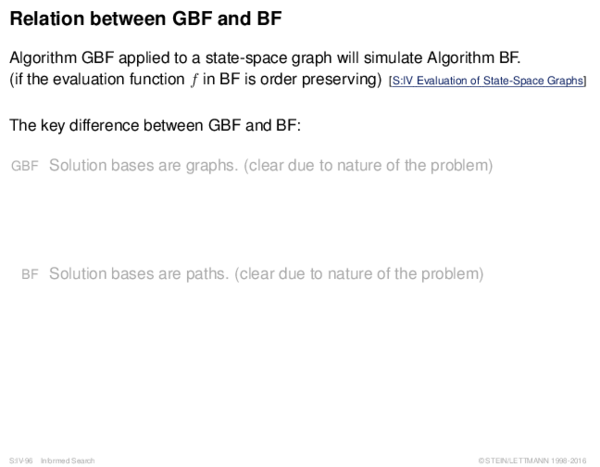 Relation between GBF and BF
Algorithm GBF applied to a state-space graph will simulate Algorithm BF.
(if the evaluation function f in BF is order preserving) [S:IV Evaluation of State-Space Graphs]
The key difference between GBF and BF:
GBF Solution bases are graphs. (clear due to nature of the problem)
BF Solution bases are paths. (clear due to nature of the problem)
S:IV-96 Informed Search ©STEIN/LETTMANN 1998-2016